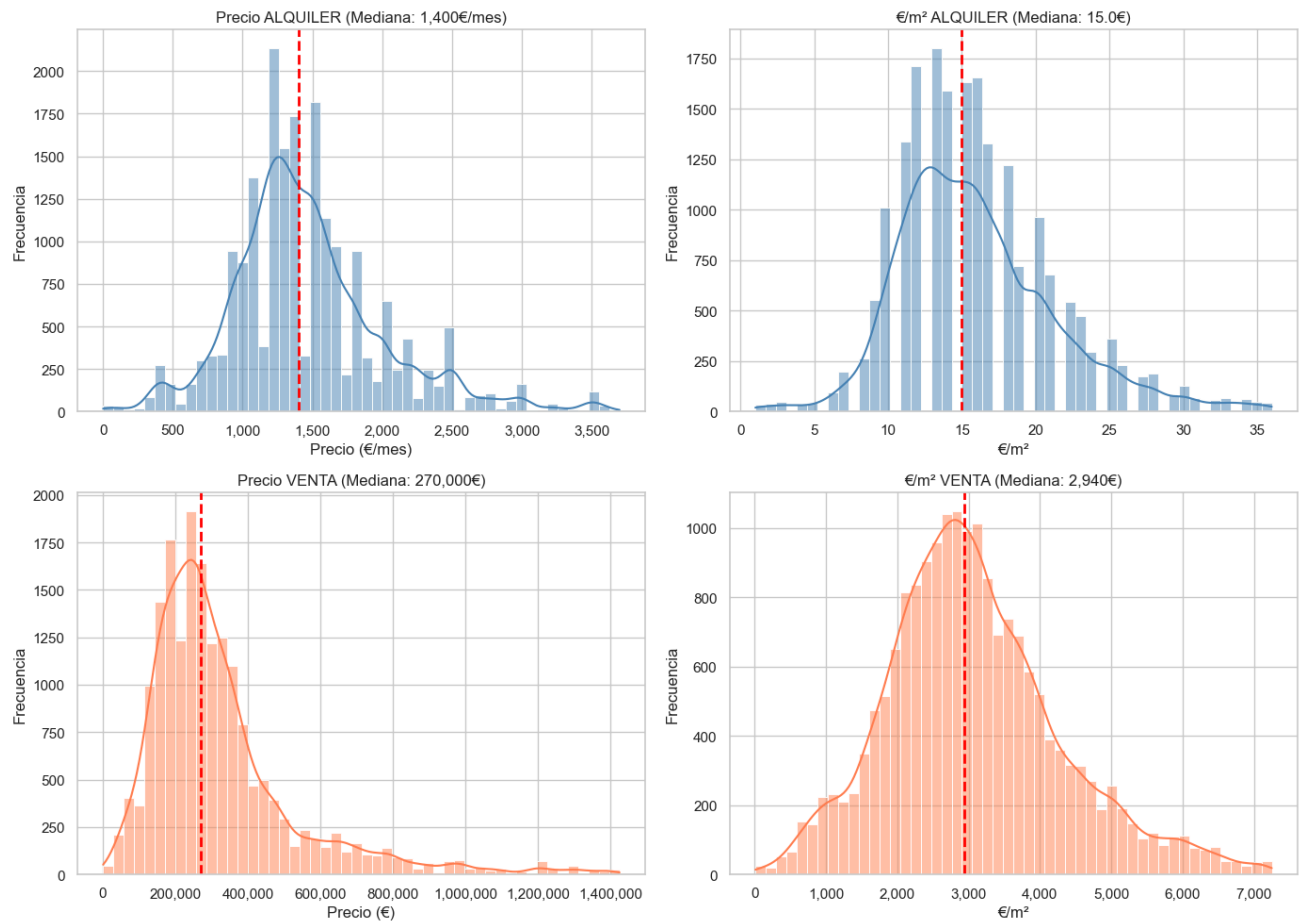 Precio ALQUILER (Mediana: 1,400€/mes)
2000
1750
1500
1250
1000
750
500
250
0
Frecuencia
0 500 1,000 1,500 2,000 2,500 3,000 3,500
Precio (€/mes)
€/m² ALQUILER (Mediana: 15.0€)
1750
1500
1250
1000
750
500
250
0
Frecuencia
0 5 10 15 20 25 30 35
€/m²
Precio VENTA (Mediana: 270,000€)
2000
1750
1500
1250
1000
750
500
250
0
Frecuencia
0 200,000 400,000 600,000 800,000 1,000,000 1,200,000 1,400,000
Precio (€)
€/m² VENTA (Mediana: 2,940€)
1000
800
600
400
200
0
Frecuencia
0 1,000 2,000 3,000 4,000 5,000 6,000 7,000
€/m²